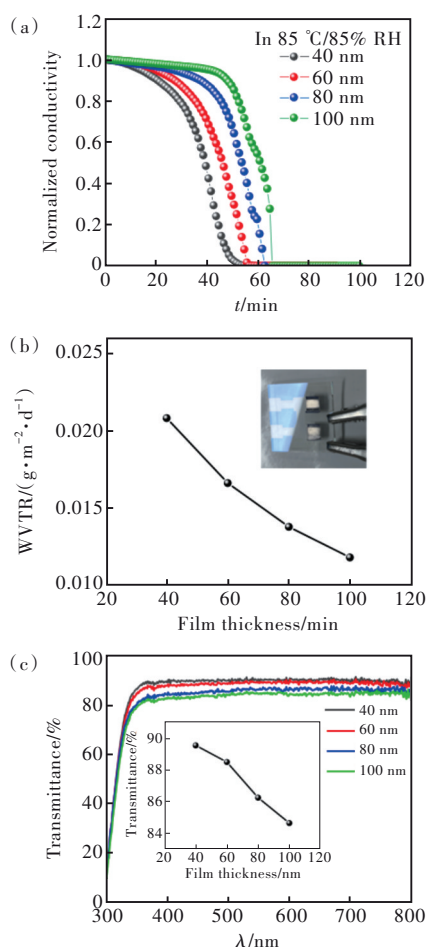 (a)
In 85 ℃/85% RH
40 nm
60 nm
80 nm
100 nm
Normalized conductivity
1.2
1.0
0.8
0.6
0.4
0.2
0
0 20 40 60 80 100 120
t/min
(b)
WVTR/(g•m⁻²•d⁻¹)
0.025
0.020
0.015
0.010
20 40 60 80 100 120
Film thickness/min
(c)
Transmittance/%
100
80
60
40
20
0
40 nm
60 nm
80 nm
100 nm
Transmittance/%
90
88
86
84
20 40 60 80 100 120
Film thickness/nm
300 400 500 600 700 800
λ/nm